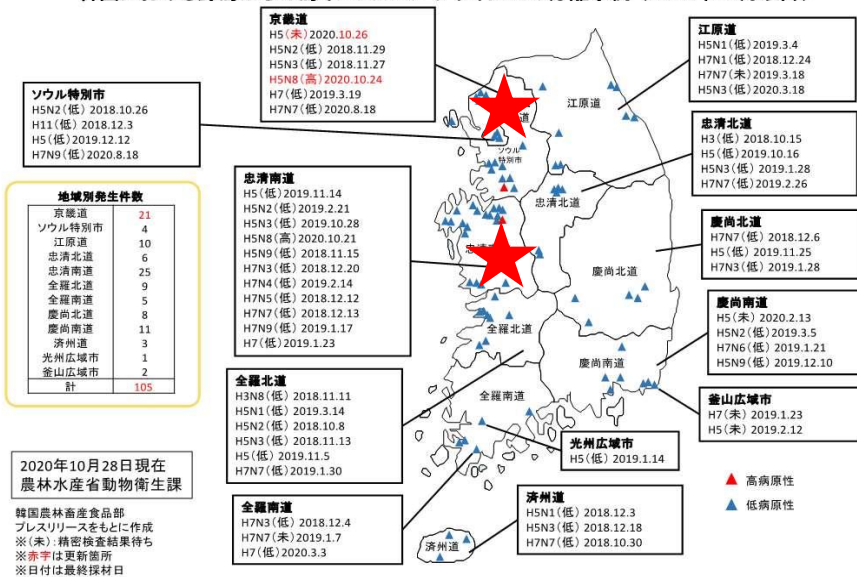 京畿道
H5(未)2020.10.26
H5N2(低)2018.11.29
H5N3(低)2018.11.27
H5N8(高)2020.10.24
H7(低)2019.3.19
H7N7(低)2020.8.18
江原道
H5N1(低)2019.3.4
H7N1(低)2018.12.24
H7N7(未)2019.3.18
H5N3(低)2020.3.18
ソウル特別市
H5N2(低)2018.10.26
H11(低)2018.12.3
H5(低)2019.12.12
H7N9(低)2020.8.18
忠清北道
H3(低)2018.10.15
H5(低)2019.10.16
H5N3(低)2019.1.28
H7N7(低)2019.2.26
忠清南道
H5(低)2019.11.14
H5N2(低)2019.2.21
H5N3(低)2019.10.28
H5N8(高)2020.10.21
H5N9(低)2018.11.15
H7N3(低)2018.12.20
H7N4(低)2019.2.14
H7N5(低)2018.12.12
H7N7(低)2018.12.13
H7N9(低)2019.1.17
H7(低)2019.1.23
地域別発生件数
京畿道 21
ソウル特別市 4
江原道 10
忠清北道 6
忠清南道 25
全羅北道 9
全羅南道 5
慶尚北道 8
慶尚南道 11
済州道 3
光州広域市 1
釜山広域市 2
計 105
慶尚北道
H7N7(低)2018.12.6
H5(低)2019.11.25
H7N3(低)2019.1.28
慶尚南道
H5(未)2020.2.13
H5N2(低)2019.3.5
H7N6(低)2019.1.21
H5N9(低)2019.12.10
釜山広域市
H7(未)2019.1.23
H5(未)2019.2.12
全羅北道
H3N8(低)2018.11.11
H5N1(低)2019.3.14
H5N2(低)2018.10.8
H5N3(低)2018.11.13
H5(低)2019.11.5
H7N7(低)2019.1.30
光州広域市
H5(低)2019.1.14
全羅南道
H7N3(低)2018.12.4
H7N7(未)2019.1.7
H7(低)2020.3.3
済州道
H5N1(低)2018.12.3
H5N3(低)2018.12.18
H7N7(低)2018.10.30
道
江原道
ソウル
特別市
忠清北道
忠清
慶尚北道
全羅北道
慶尚南道
全羅南道
済州道
▲ 高病原性
▲ 低病原性
2020年10月28日現在
農林水産省動物衛生課
韓国農林畜産食品部
プレスリリースをもとに作成
※(未):精密検査結果待ち
※赤字は更新箇所
※日付は最終採材日